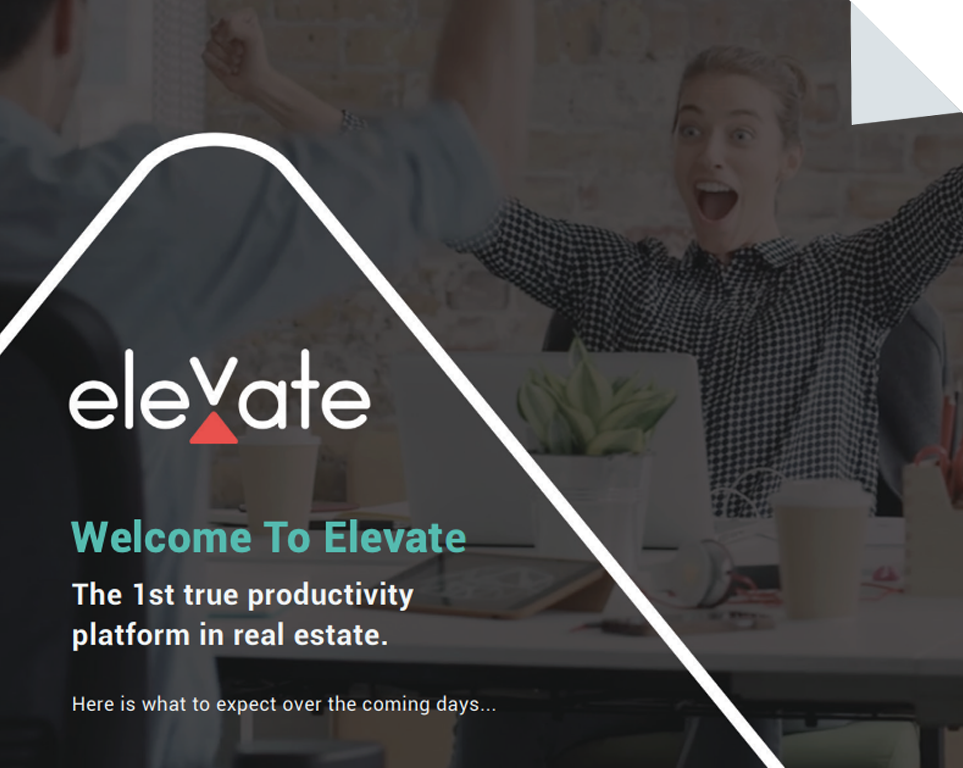 elevate
Welcome To Elevate
The 1st true productivity
platform in real estate.
Here is what to expect over the coming days...